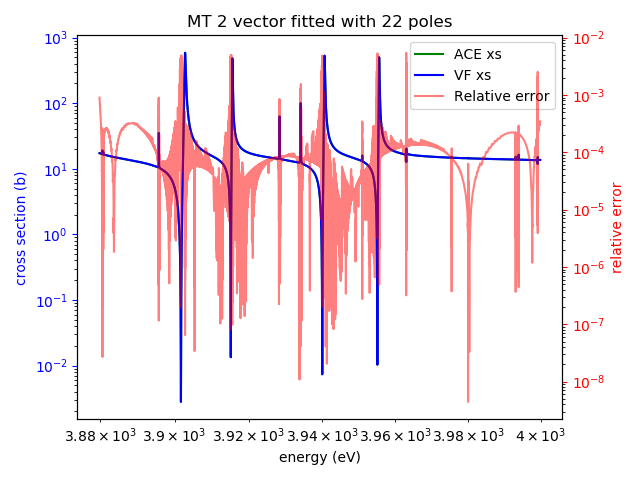 MT 2 vector fitted with 22 poles
ACE xs
VF xs
Relative error
10³
10²
10¹
10⁰
10⁻¹
10⁻²
cross section (b)
10⁻²
10⁻³
10⁻⁴
10⁻⁵
10⁻⁶
10⁻⁷
10⁻⁸
relative error
3.88 × 10³ 3.9 × 10³ 3.92 × 10³ 3.94 × 10³ 3.96 × 10³ 3.98 × 10³ 4 × 10³
energy (eV)